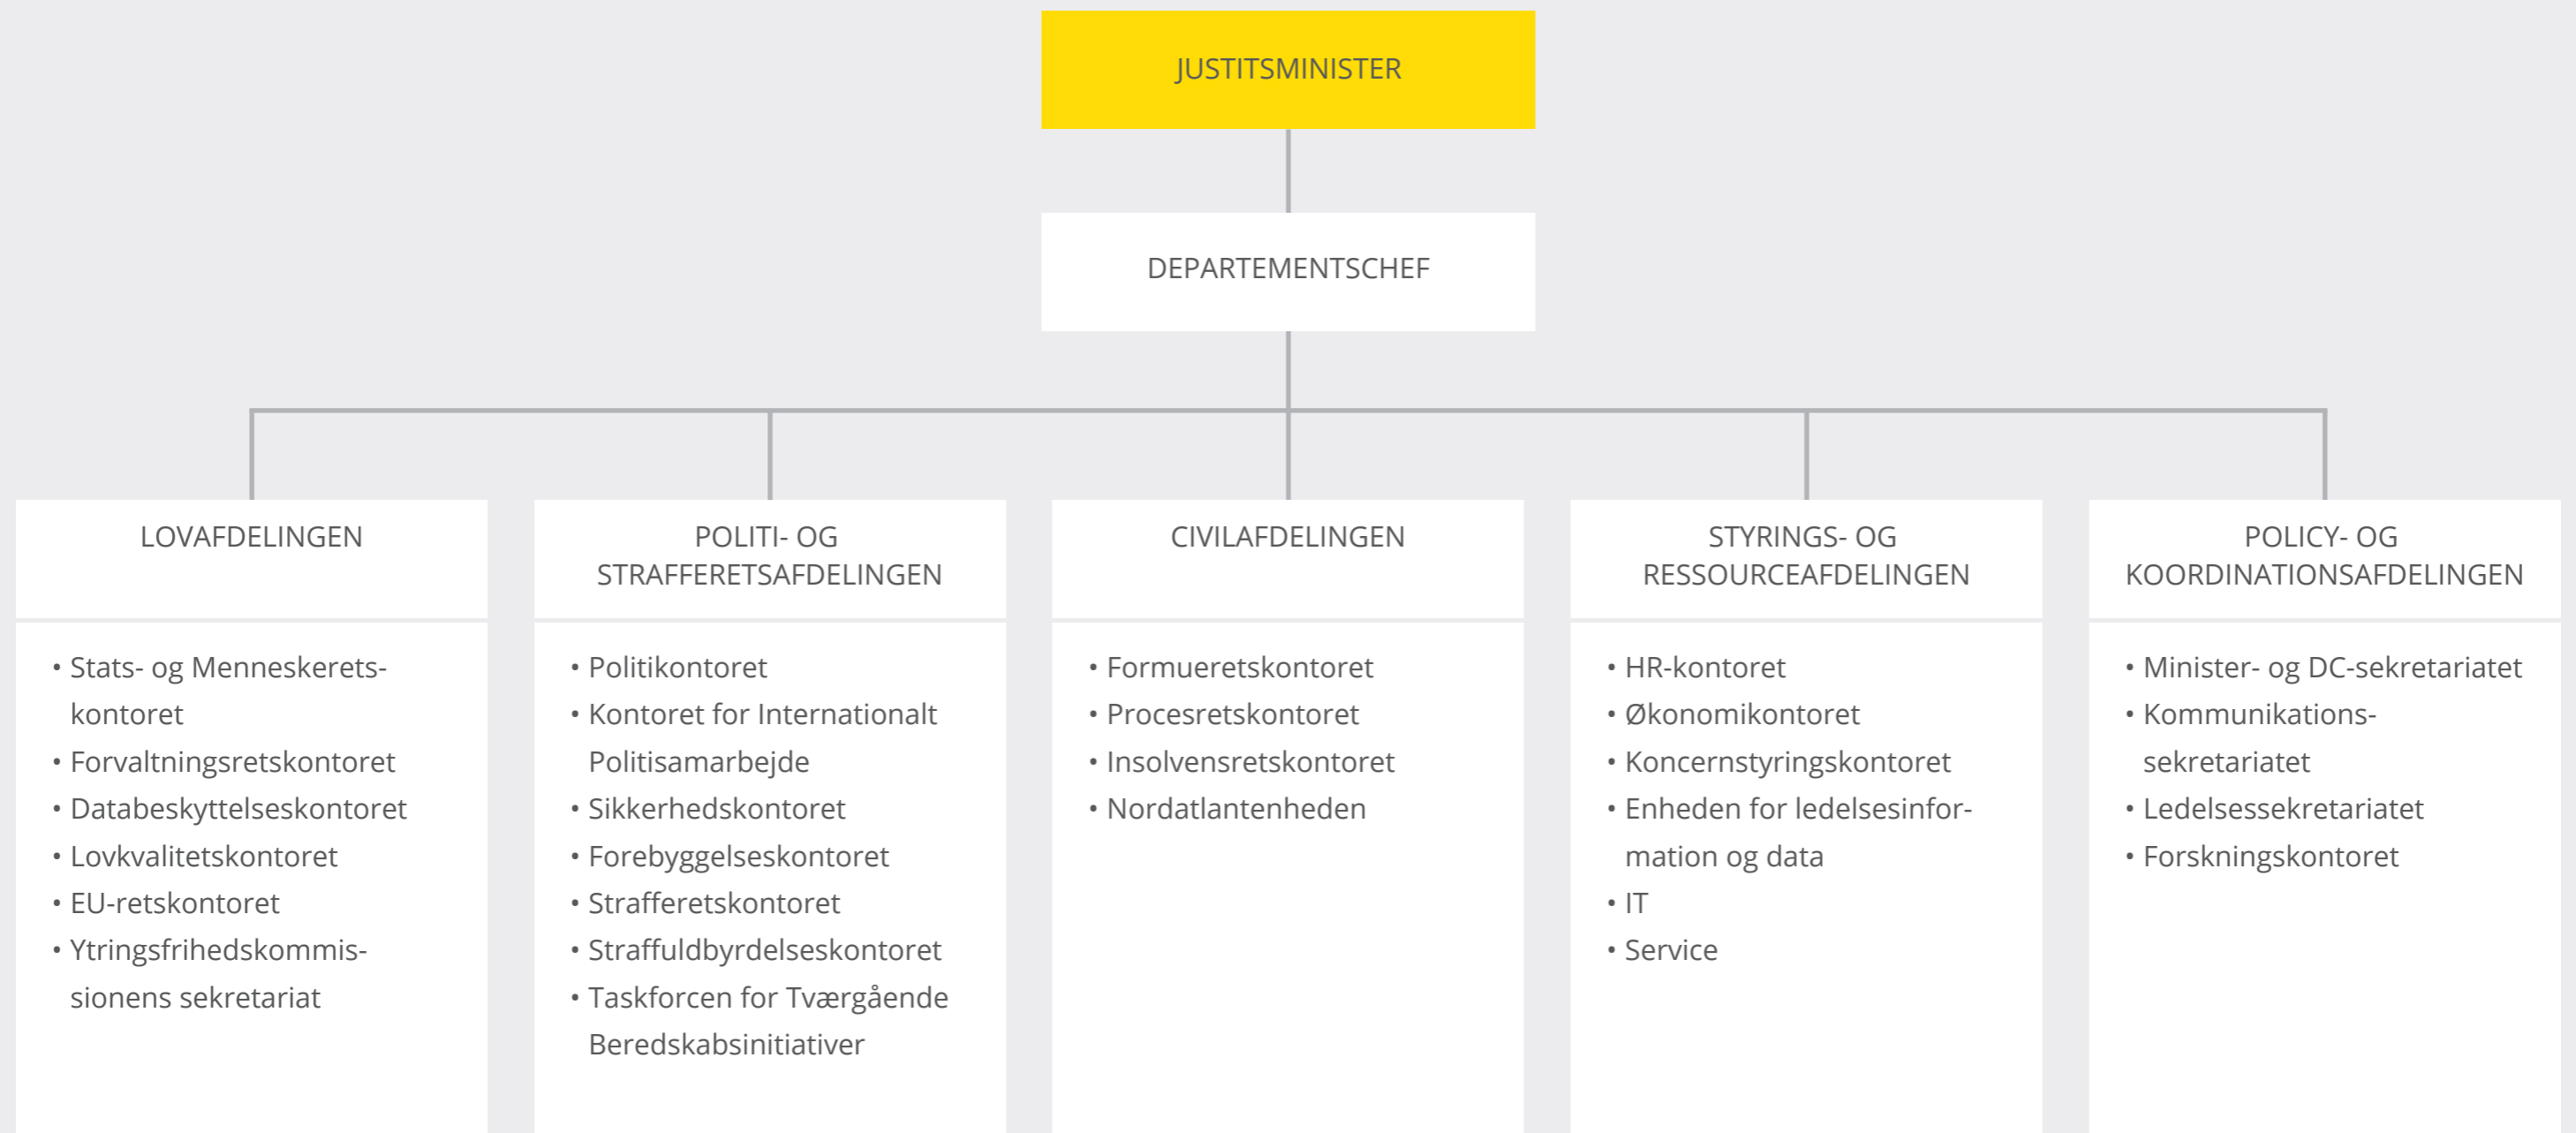 JUSTITSMINISTER
DEPARTEMENTSCHEF
LOVAFDELINGEN
• Stats- og Menneskerets-
kontoret
• Forvaltningsretskontoret
• Databeskyttelseskontoret
• Lovkvalitetskontoret
• EU-retskontoret
• Ytringsfrihedskommis-
sionens sekretariat
POLITI- OG
STRAFFERETSAFDELINGEN
• Politikontoret
• Kontoret for Internationalt
Politisamarbejde
• Sikkerhedskontoret
• Forebyggelseskontoret
• Strafferetskontoret
• Straffuldbyrdelseskontoret
• Taskforcen for Tværgående
Beredskabsinitiativer
CIVILAFDELINGEN
• Formueretskontoret
• Procesretskontoret
• Insolvensretskontoret
• Nordatlantenheden
STYRINGS- OG
RESSOURCEAFDELINGEN
• HR-kontoret
• Økonomikontoret
• Koncernstyringskontoret
• Enheden for ledelsesinfor-
mation og data
• IT
• Service
POLICY- OG
KOORDINATIONSAFDELINGEN
• Minister- og DC-sekretariatet
• Kommunikations-
sekretariatet
• Ledelsessekretariatet
• Forskningskontoret